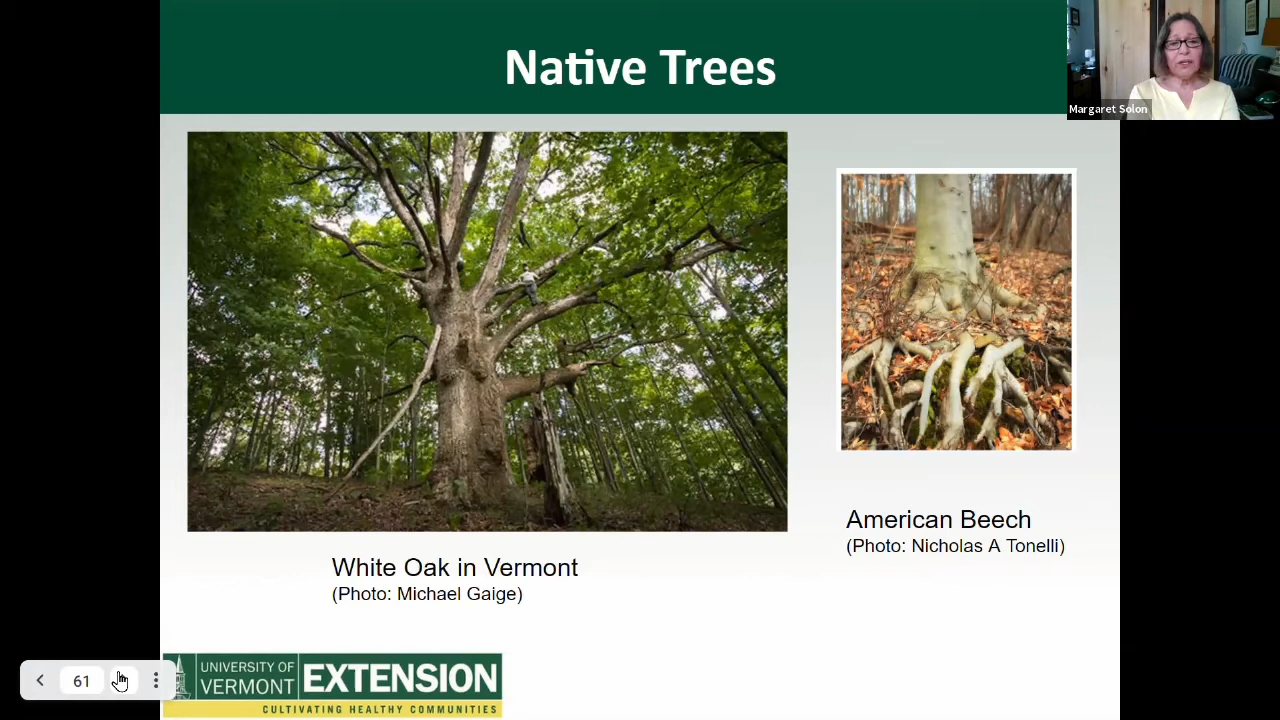 Native Trees
Margaret Solon
American Beech
(Photo: Nicholas A Tonelli)
White Oak in Vermont
(Photo: Michael Gaige)
61
UNIVERSITY OF
VERMONT
EXTENSION
CULTIVATING HEALTHY COMMUNITIES